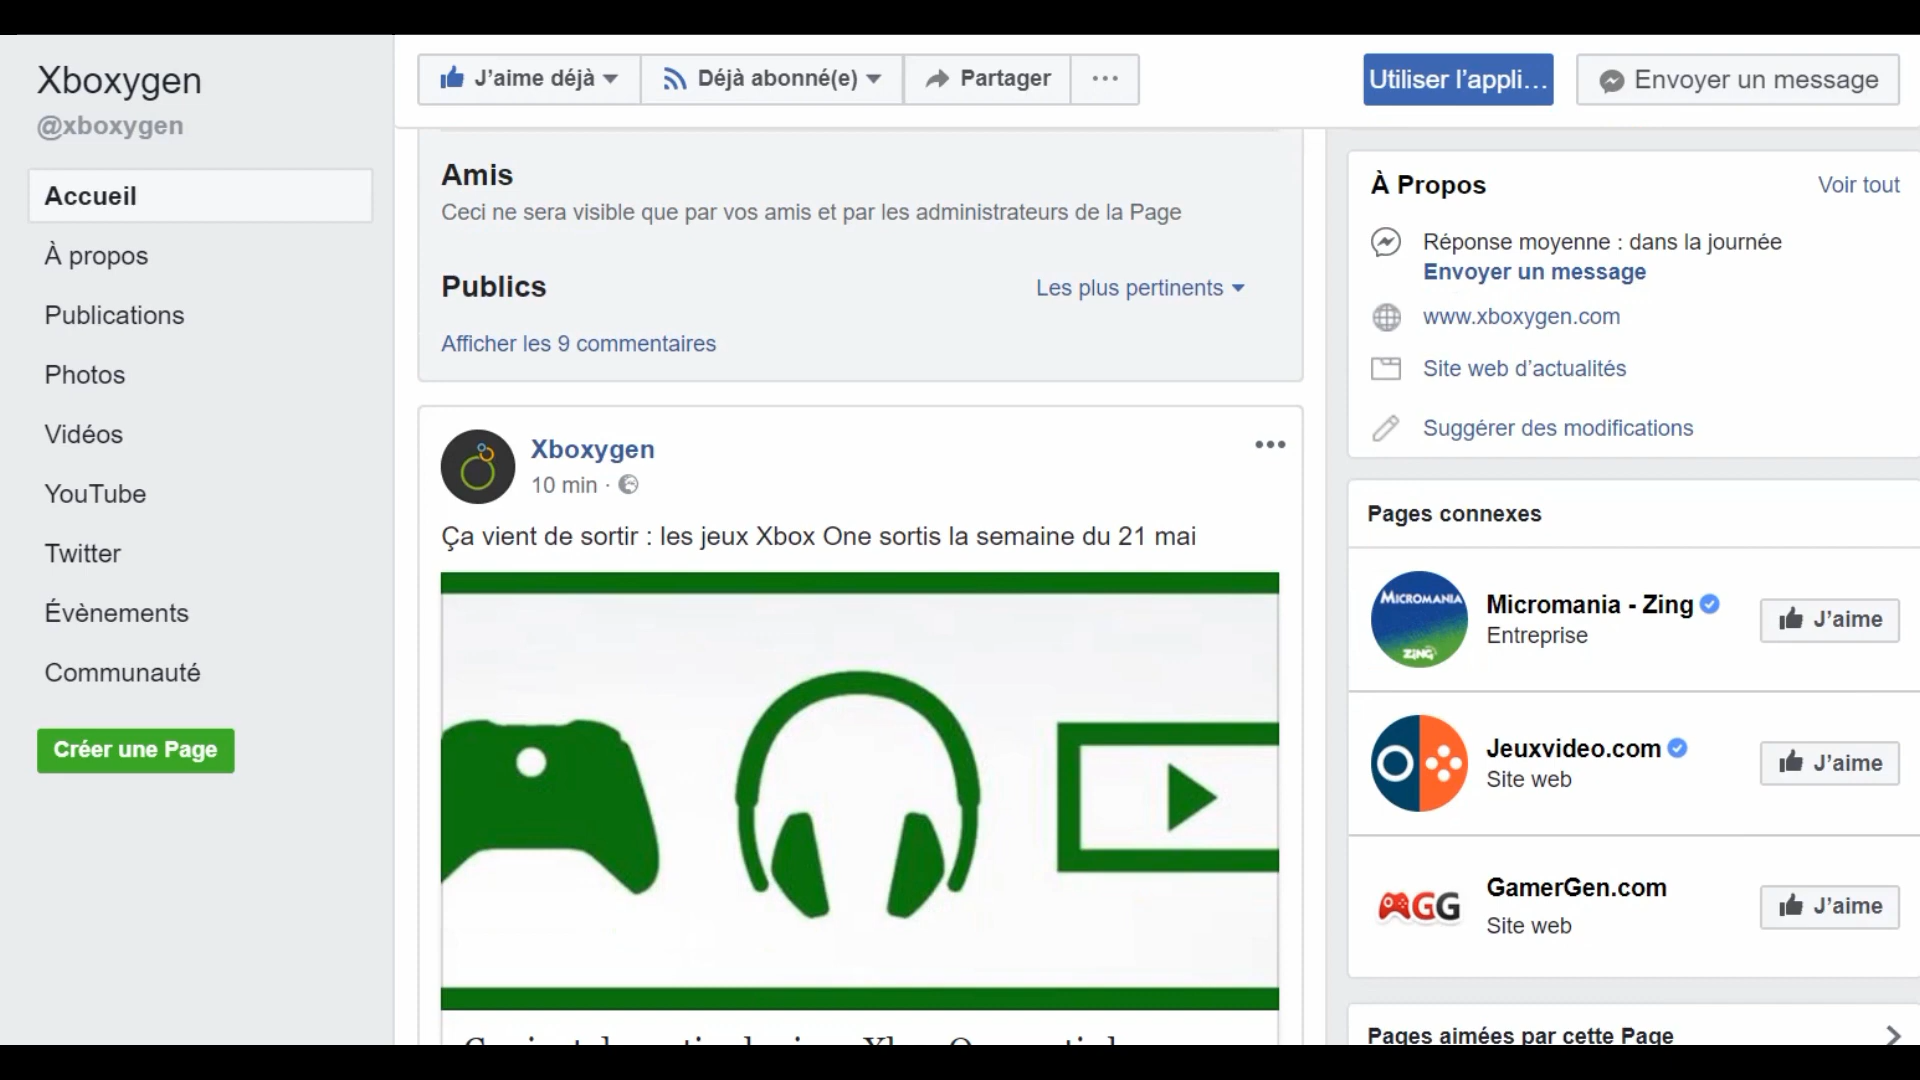 Xboxygen
@xboxygen
Accueil
À propos
Publications
Photos
Vidéos
YouTube
Twitter
Évènements
Communauté
Créer une Page
J’aime déjà
Déjà abonné(e)
Partager
Utiliser l’appli...
Envoyer un message
Amis
Ceci ne sera visible que par vos amis et par les administrateurs de la Page
Publics
Les plus pertinents
Afficher les 9 commentaires
Xboxygen
10 min ·
Ça vient de sortir : les jeux Xbox One sortis la semaine du 21 mai
À Propos
Voir tout
Réponse moyenne : dans la journée
Envoyer un message
www.xboxygen.com
Site web d’actualités
Suggérer des modifications
Pages connexes
MICROMANIA
ZiNG
Micromania - Zing
Entreprise
J’aime
Jeuxvideo.com
Site web
J’aime
GG
GamerGen.com
Site web
J’aime
Pages aimées par cette Page